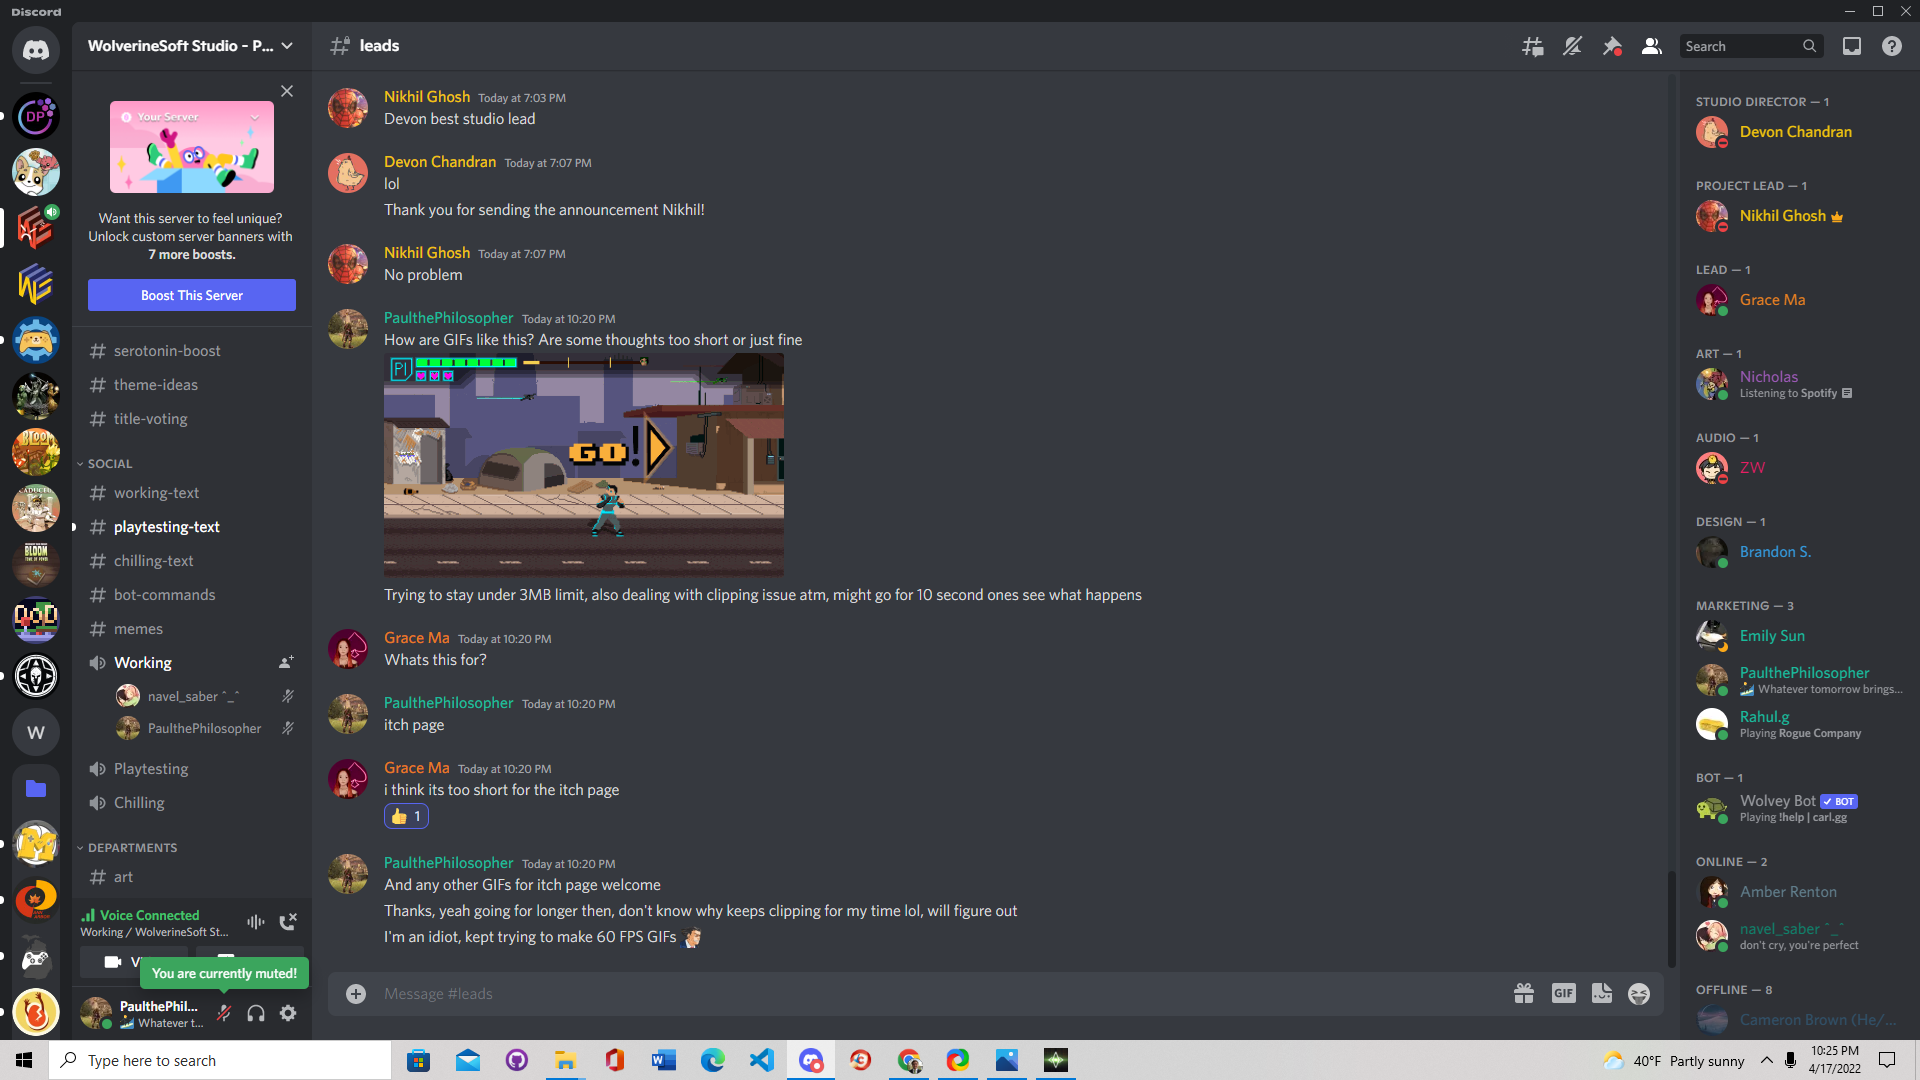 Discord
WolverineSoft Studio - P...
Your Server
Want this server to feel unique?
Unlock custom server banners with
7 more boosts.
Boost This Server
serotonin-boost
theme-ideas
title-voting
SOCIAL
working-text
playtesting-text
chilling-text
bot-commands
memes
Working
navel_saber ^_^
PaulthePhilosopher
Playtesting
Chilling
DEPARTMENTS
art
Voice Connected
Working / WolverineSoft St...
You are currently muted!
PaulthePhil...
Whatever t...
DP
BLOOM
BLOOM
W
leads
Search
Nikhil Ghosh Today at 7:03 PM
Devon best studio lead
Devon Chandran Today at 7:07 PM
lol
Thank you for sending the announcement Nikhil!
Nikhil Ghosh Today at 7:07 PM
No problem
PaulthePhilosopher Today at 10:20 PM
How are GIFs like this? Are some thoughts too short or just fine
P1
GO!
Trying to stay under 3MB limit, also dealing with clipping issue atm, might go for 10 second ones see what happens
Grace Ma Today at 10:20 PM
Whats this for?
PaulthePhilosopher Today at 10:20 PM
itch page
Grace Ma Today at 10:20 PM
i think its too short for the itch page
1
PaulthePhilosopher Today at 10:20 PM
And any other GIFs for itch page welcome
Thanks, yeah going for longer then, don't know why keeps clipping for my time lol, will figure out
I'm an idiot, kept trying to make 60 FPS GIFs
Message #leads
GIF
STUDIO DIRECTOR — 1
Devon Chandran
PROJECT LEAD — 1
Nikhil Ghosh
LEAD — 1
Grace Ma
ART — 1
Nicholas
Listening to Spotify
AUDIO — 1
ZW
DESIGN — 1
Brandon S.
MARKETING — 3
Emily Sun
PaulthePhilosopher
Whatever tomorrow brings...
Rahul.g
Playing Rogue Company
BOT — 1
Wolvey Bot BOT
Playing !help | carl.gg
ONLINE — 2
Amber Renton
navel_saber ^_^
don't cry, you're perfect
OFFLINE — 8
Cameron Brown (He/...
Type here to search
40°F Partly sunny
10:25 PM
4/17/2022